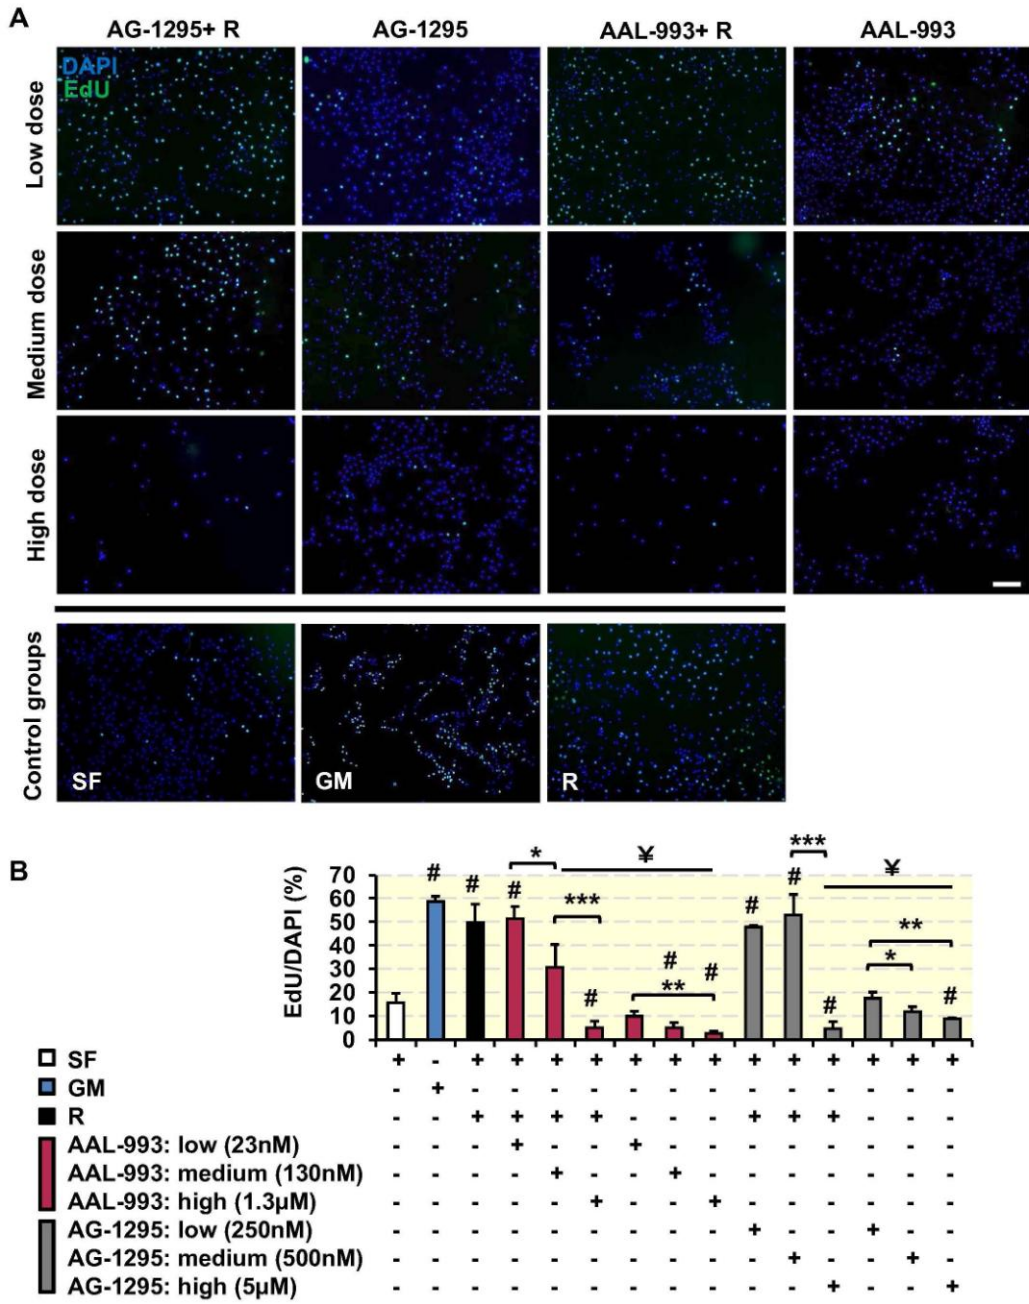 A
AG-1295+ R AG-1295 AAL-993+ R AAL-993
DAPI
EdU
Low dose
Medium dose
High dose
Control groups
SF GM R
B
EdU/DAPI (%)
70
60
50
40
30
20
10
0
# # # * *** # ¥ ** # # # # *** # ¥ * ** #
SF + - + + + + + + + + + + + + +
GM - + - - - - - - - - - - - - -
R - - + + + + - - - + + + - - -
AAL-993: low (23nM) - - - + - - + - - - - - - - -
AAL-993: medium (130nM) - - - - + - - + - - - - - - -
AAL-993: high (1.3µM) - - - - - + - - + - - - - - -
AG-1295: low (250nM) - - - - - - - - - + - - + - -
AG-1295: medium (500nM) - - - - - - - - - - + - - + -
AG-1295: high (5µM) - - - - - - - - - - - + - - +